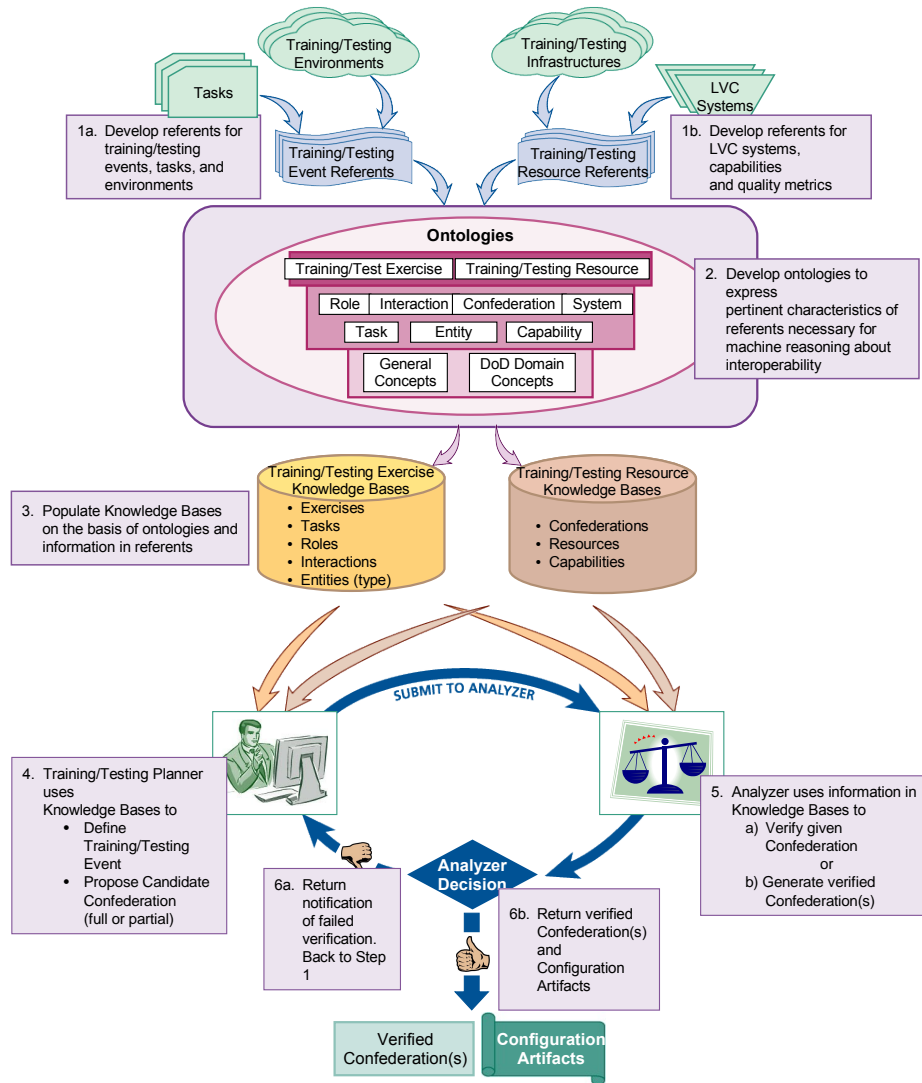 Training/Testing
Environments
Training/Testing
Infrastructures
Tasks
LVC
Systems
1a. Develop referents for
training/testing
events, tasks, and
environments
Training/Testing
Event Referents
Training/Testing
Resource Referents
1b. Develop referents for
LVC systems,
capabilities
and quality metrics
Ontologies
Training/Test Exercise
Training/Testing Resource
Role
Interaction
Confederation
System
Task
Entity
Capability
General
Concepts
DoD Domain
Concepts
2. Develop ontologies to
express
pertinent characteristics of
referents necessary for
machine reasoning about
interoperability
Training/Testing Exercise
Knowledge Bases
• Exercises
• Tasks
• Roles
• Interactions
• Entities (type)
Training/Testing Resource
Knowledge Bases
• Confederations
• Resources
• Capabilities
3. Populate Knowledge Bases
on the basis of ontologies and
information in referents
SUBMIT TO ANALYZER
4. Training/Testing Planner
uses
Knowledge Bases to
• Define
Training/Testing
Event
• Propose Candidate
Confederation
(full or partial)
5. Analyzer uses information in
Knowledge Bases to
a) Verify given
Confederation
or
b) Generate verified
Confederation(s)
Analyzer
Decision
6a. Return
notification
of failed
verification.
Back to Step
1
6b. Return verified
Confederation(s)
and
Configuration
Artifacts
Verified
Confederation(s)
Configuration
Artifacts